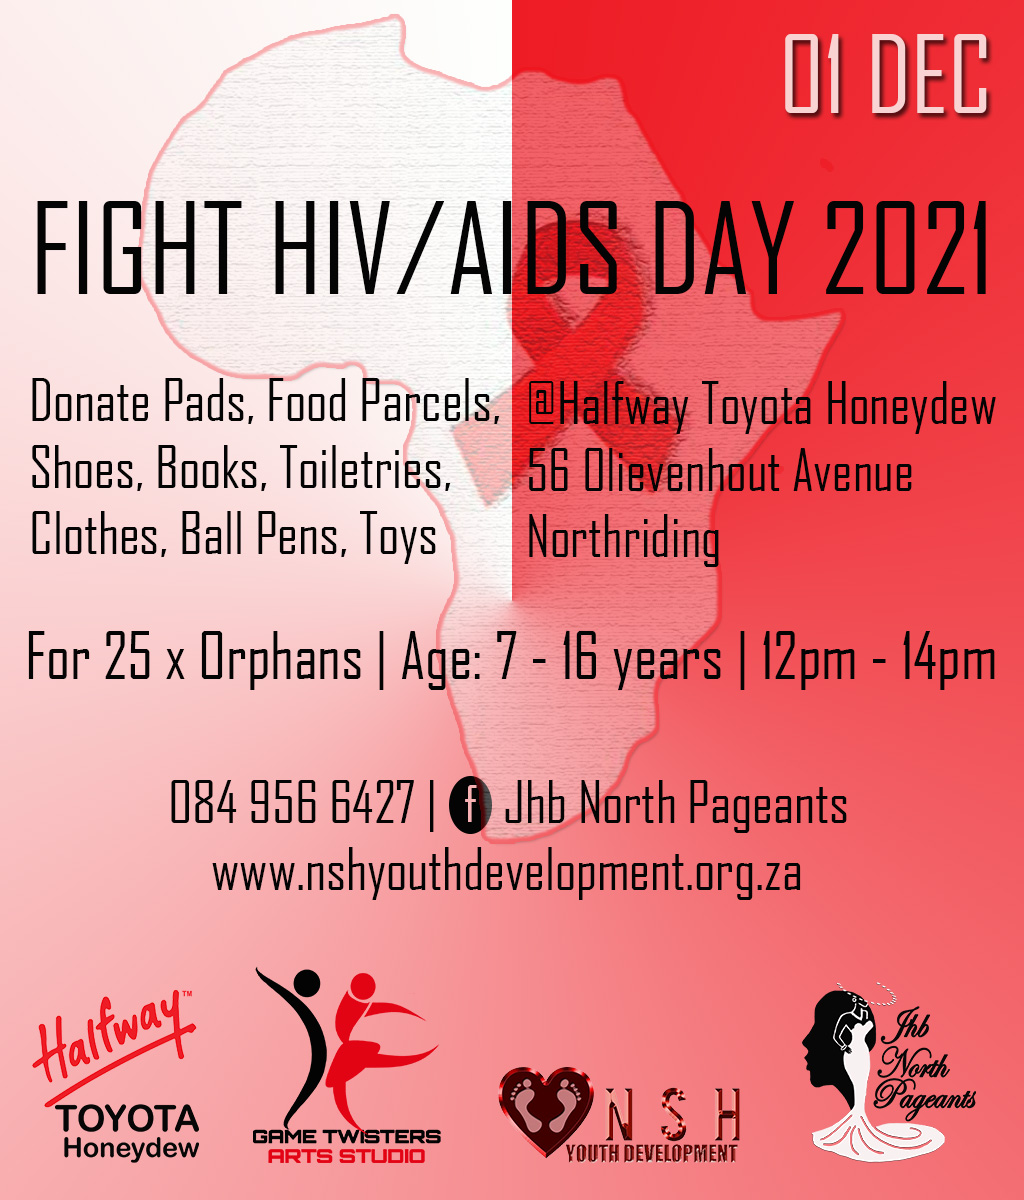 01 DEC
FIGHT HIV/AIDS DAY 2021
Donate Pads, Food Parcels,
Shoes, Books, Toiletries,
Clothes, Ball Pens, Toys
@Halfway Toyota Honeydew
56 Olievenhout Avenue
Northriding
For 25 x Orphans | Age: 7 - 16 years | 12pm - 14pm
084 956 6427 | f Jhb North Pageants
www.nshyouthdevelopment.org.za
Halfway™
TOYOTA
Honeydew
GAME TWISTERS
ARTS STUDIO
NSH
YOUTH DEVELOPMENT
Jhb
North
Pageants